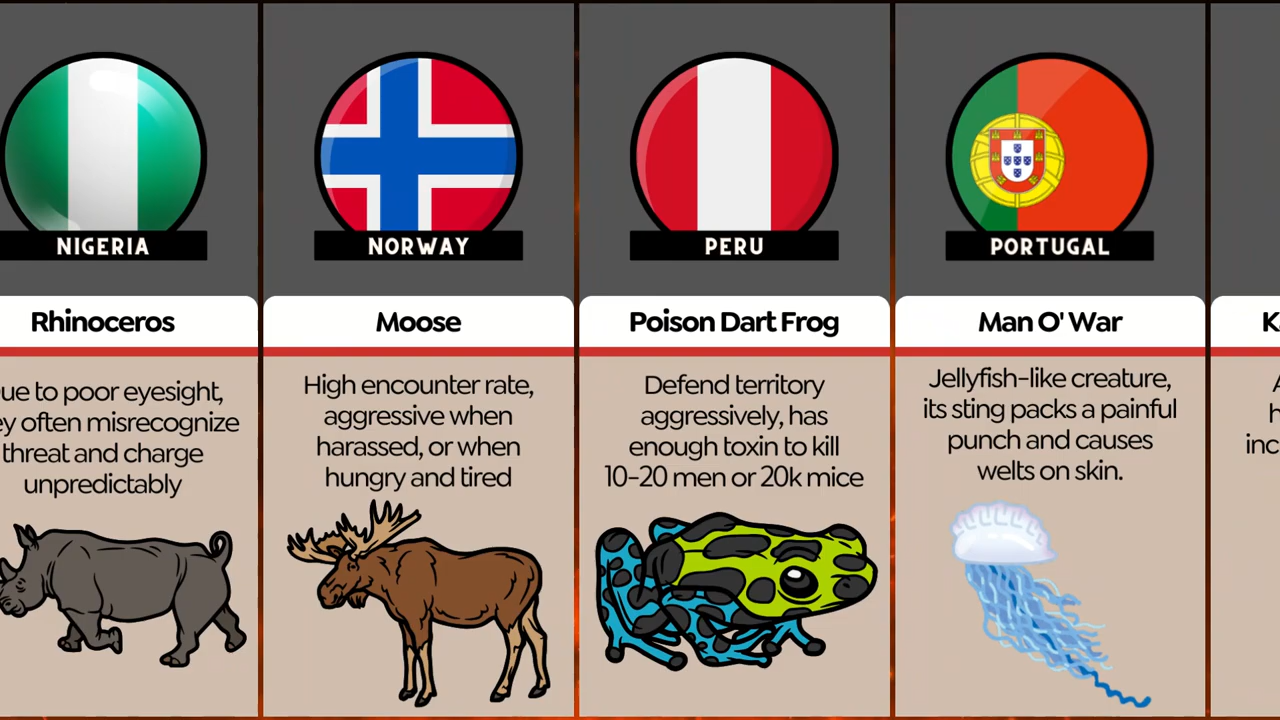 NIGERIA
Rhinoceros
ue to poor eyesight,
ey often misrecognize
threat and charge
unpredictably
NORWAY
Moose
High encounter rate,
aggressive when
harassed, or when
hungry and tired
PERU
Poison Dart Frog
Defend territory
aggressively, has
enough toxin to kill
10-20 men or 20k mice
PORTUGAL
Man O' War
Jellyfish-like creature,
its sting packs a painful
punch and causes
welts on skin.
K
A
h
inc